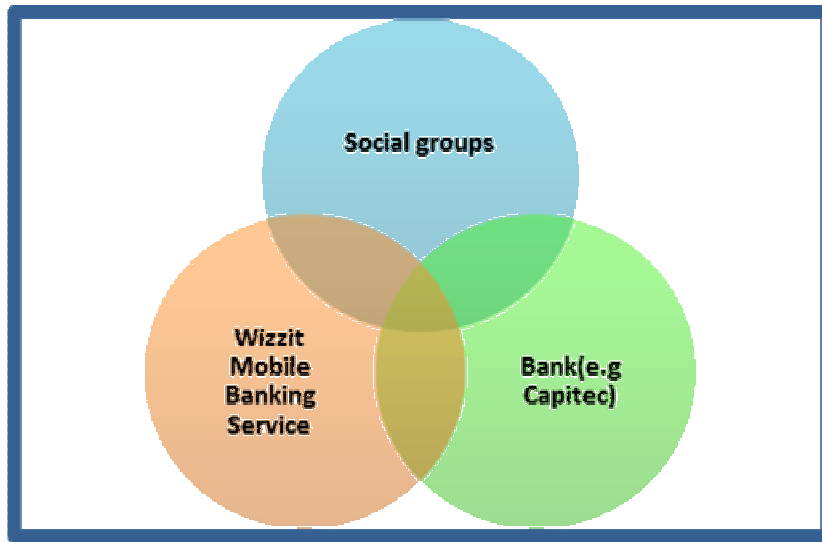 Social groups
Wizzit
Mobile
Banking
Service
Bank(e.g
Capitec)